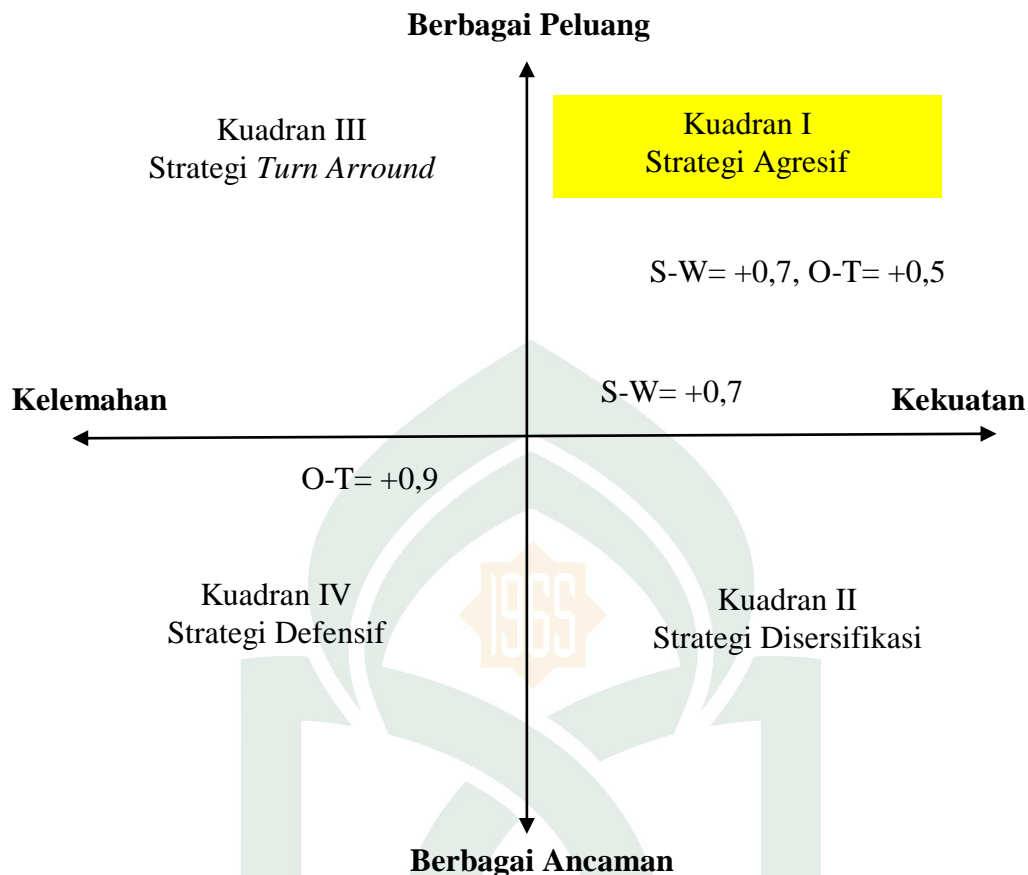 Berbagai Peluang
Kuadran III
Strategi Turn Arround
Kuadran I
Strategi Agresif
S-W= +0,7, O-T= +0,5
Kelemahan
S-W= +0,7
Kekuatan
O-T= +0,9
Kuadran IV
Strategi Defensif
1965
Kuadran II
Strategi Disersifikasi
Berbagai Ancaman